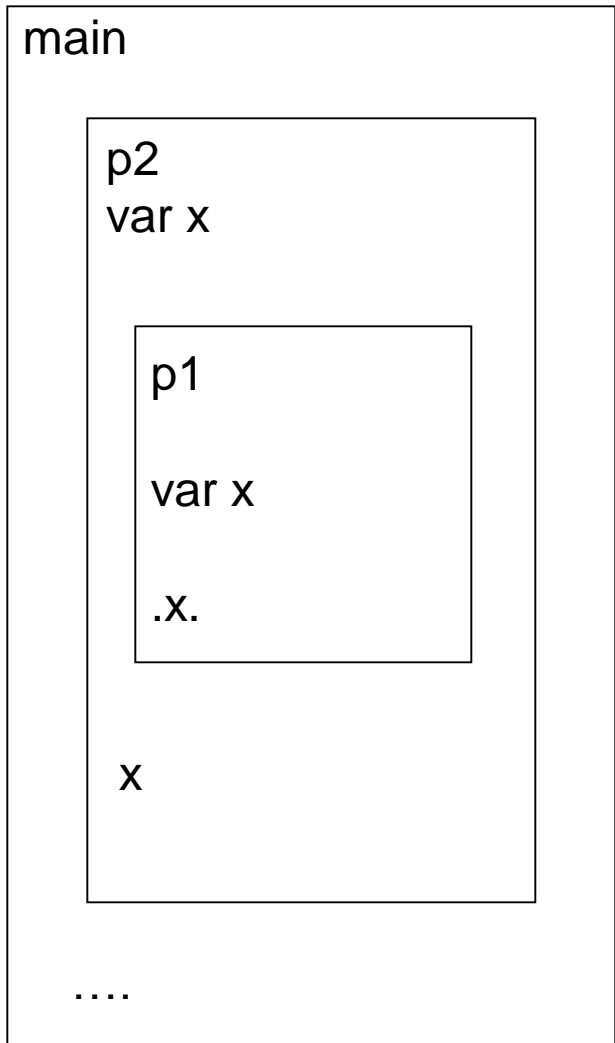 main
p2
var x
p1
var x
.x.
x
....